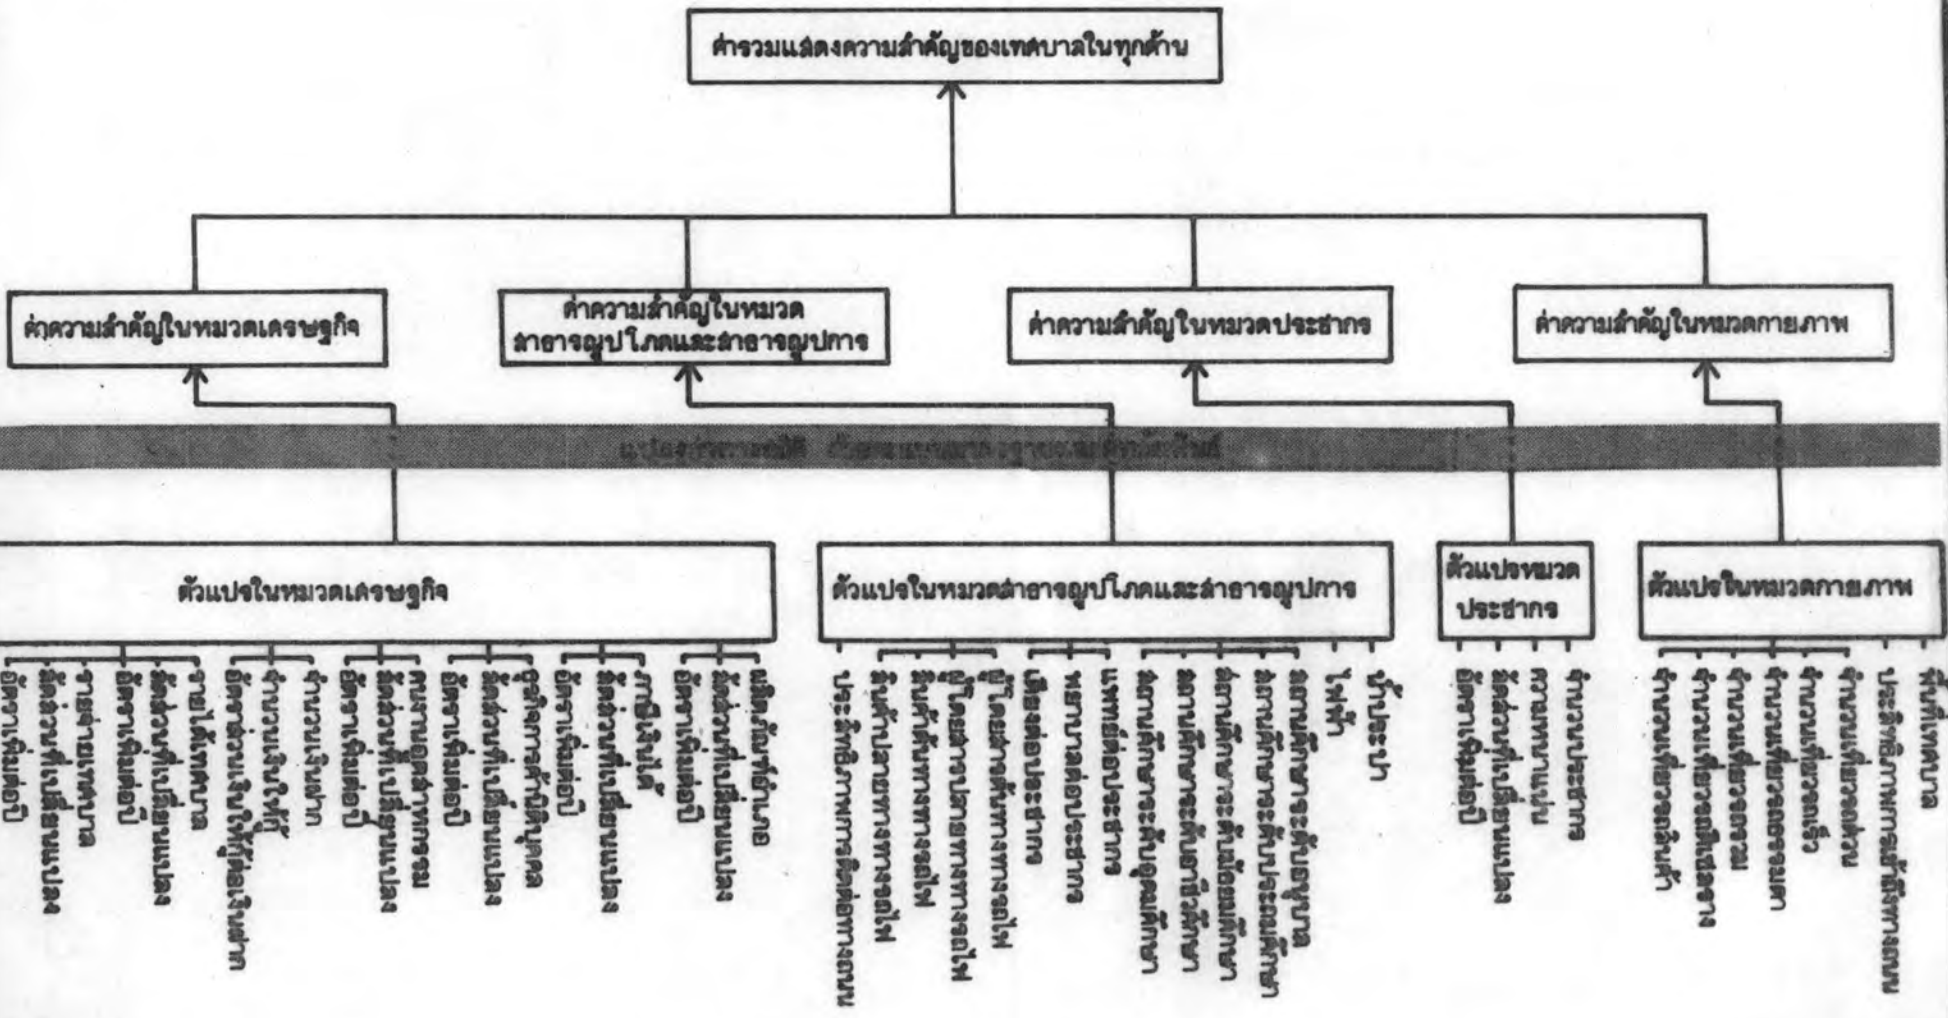 ค่ารวมแสดงความสำคัญของเทศบาลในทุกด้าน
ค่าความสำคัญในหมวดเศรษฐกิจ
ค่าความสำคัญในหมวด
สาธารณูปโภคและสาธารณูปการ
ค่าความสำคัญในหมวดประชากร
ค่าความสำคัญในหมวดกายภาพ
ตัวแปรในหมวดเศรษฐกิจ
ตัวแปรในหมวดสาธารณูปโภคและสาธารณูปการ
ตัวแปรหมวด
ประชากร
ตัวแปรในหมวดกายภาพ
อัตราเพิ่มต่อปี
สัดส่วนที่เปลี่ยนแปลง
รายจ่ายเทศบาล
อัตราเพิ่มต่อปี
สัดส่วนที่เปลี่ยนแปลง
รายได้เทศบาล
อัตราส่วนเงินให้กู้ต่อเงินฝาก
จำนวนเงินให้กู้
จำนวนเงินฝาก
อัตราเพิ่มต่อปี
สัดส่วนที่เปลี่ยนแปลง
คนงานอุตสาหกรรม
อัตราเพิ่มต่อปี
สัดส่วนที่เปลี่ยนแปลง
ธุรกิจการค้านิติบุคคล
อัตราเพิ่มต่อปี
สัดส่วนที่เปลี่ยนแปลง
ภาษีเงินได้
อัตราเพิ่มต่อปี
สัดส่วนที่เปลี่ยนแปลง
ผลิตภัณฑ์อำเภอ
ประสิทธิภาพการติดต่อทางถนน
สินค้าปลายทางทางรถไฟ
สินค้าต้นทางทางรถไฟ
ผู้โดยสารปลายทางทางรถไฟ
ผู้โดยสารต้นทางทางรถไฟ
เตียงต่อประชากร
พยาบาลต่อประชากร
แพทย์ต่อประชากร
สถานศึกษาระดับอุดมศึกษา
สถานศึกษาระดับอาชีวศึกษา
สถานศึกษาระดับมัธยมศึกษา
สถานศึกษาระดับประถมศึกษา
สถานศึกษาระดับอนุบาล
ไฟฟ้า
น้ำประปา
อัตราเพิ่มต่อปี
สัดส่วนที่เปลี่ยนแปลง
ความหนาแน่น
จำนวนประชากร
จำนวนเที่ยวรถสินค้า
จำนวนเที่ยวรถดีเซลราง
จำนวนเที่ยวรถรวม
จำนวนเที่ยวรถธรรมดา
จำนวนเที่ยวรถเร็ว
จำนวนเที่ยวรถด่วน
ประสิทธิภาพการเข้าถึงทางถนน
พื้นที่เทศบาล